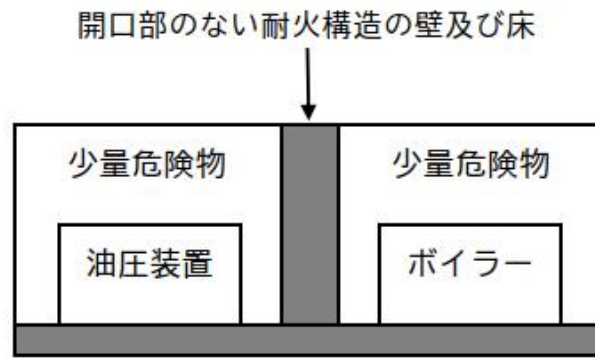 開口部のない耐火構造の壁及び床
少量危険物
少量危険物
油圧装置
ボイラー